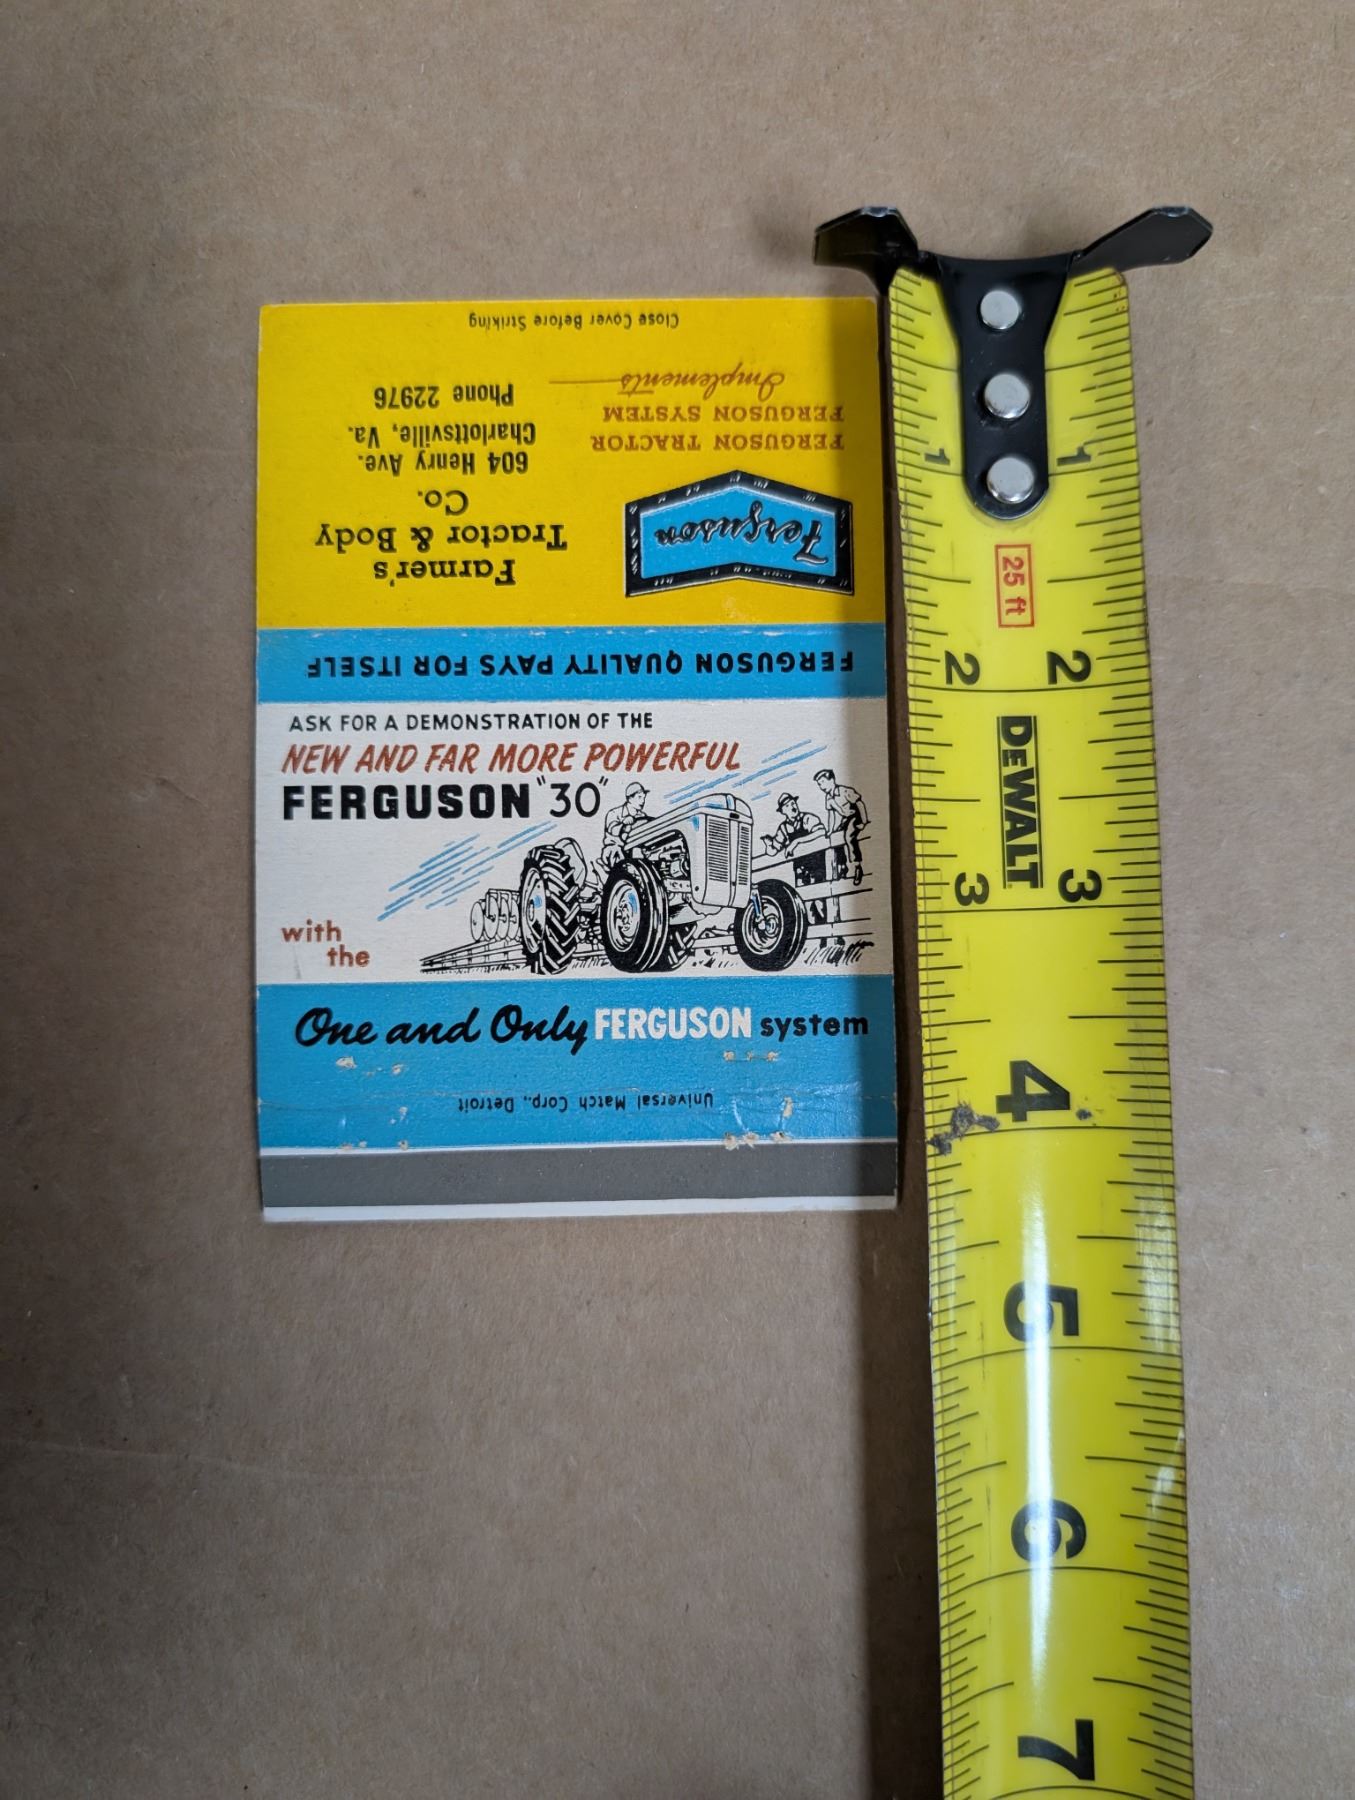 Close Cover Before Striking
FERGUSON TRACTOR
FERGUSON SYSTEM
Implements
Ferguson
Farmer's
Tractor & Body
Co.
604 Henry Ave.
Charlottsville, Va.
Phone 22976
FERGUSON QUALITY PAYS FOR ITSELF
ASK FOR A DEMONSTRATION OF THE
NEW AND FAR MORE POWERFUL
FERGUSON "30"
with
the
One and Only FERGUSON system
Universal Match Corp., Detroit
1 1
25 ft
2 2
DEWALT
3 3
4
5
6
7